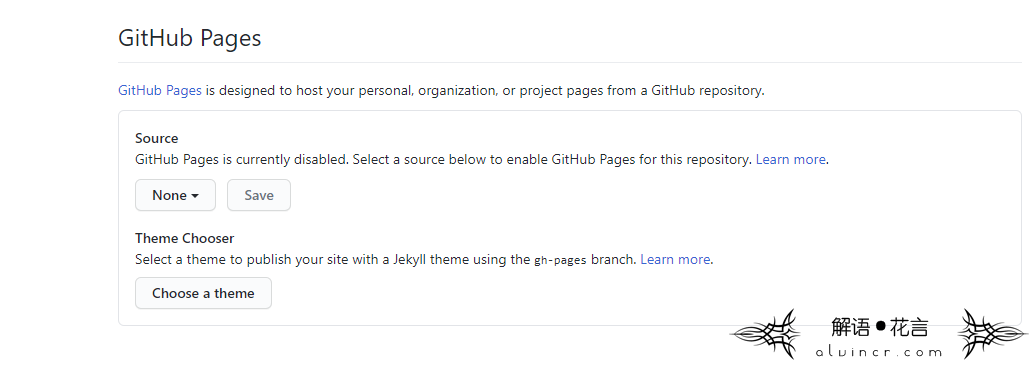 GitHub Pages
GitHub Pages is designed to host your personal, organization, or project pages from a GitHub repository.
Source
GitHub Pages is currently disabled. Select a source below to enable GitHub Pages for this repository. Learn more.
None Save
Theme Chooser
Select a theme to publish your site with a Jekyll theme using the gh-pages branch. Learn more.
Choose a theme
解语●花言
alvincr.com